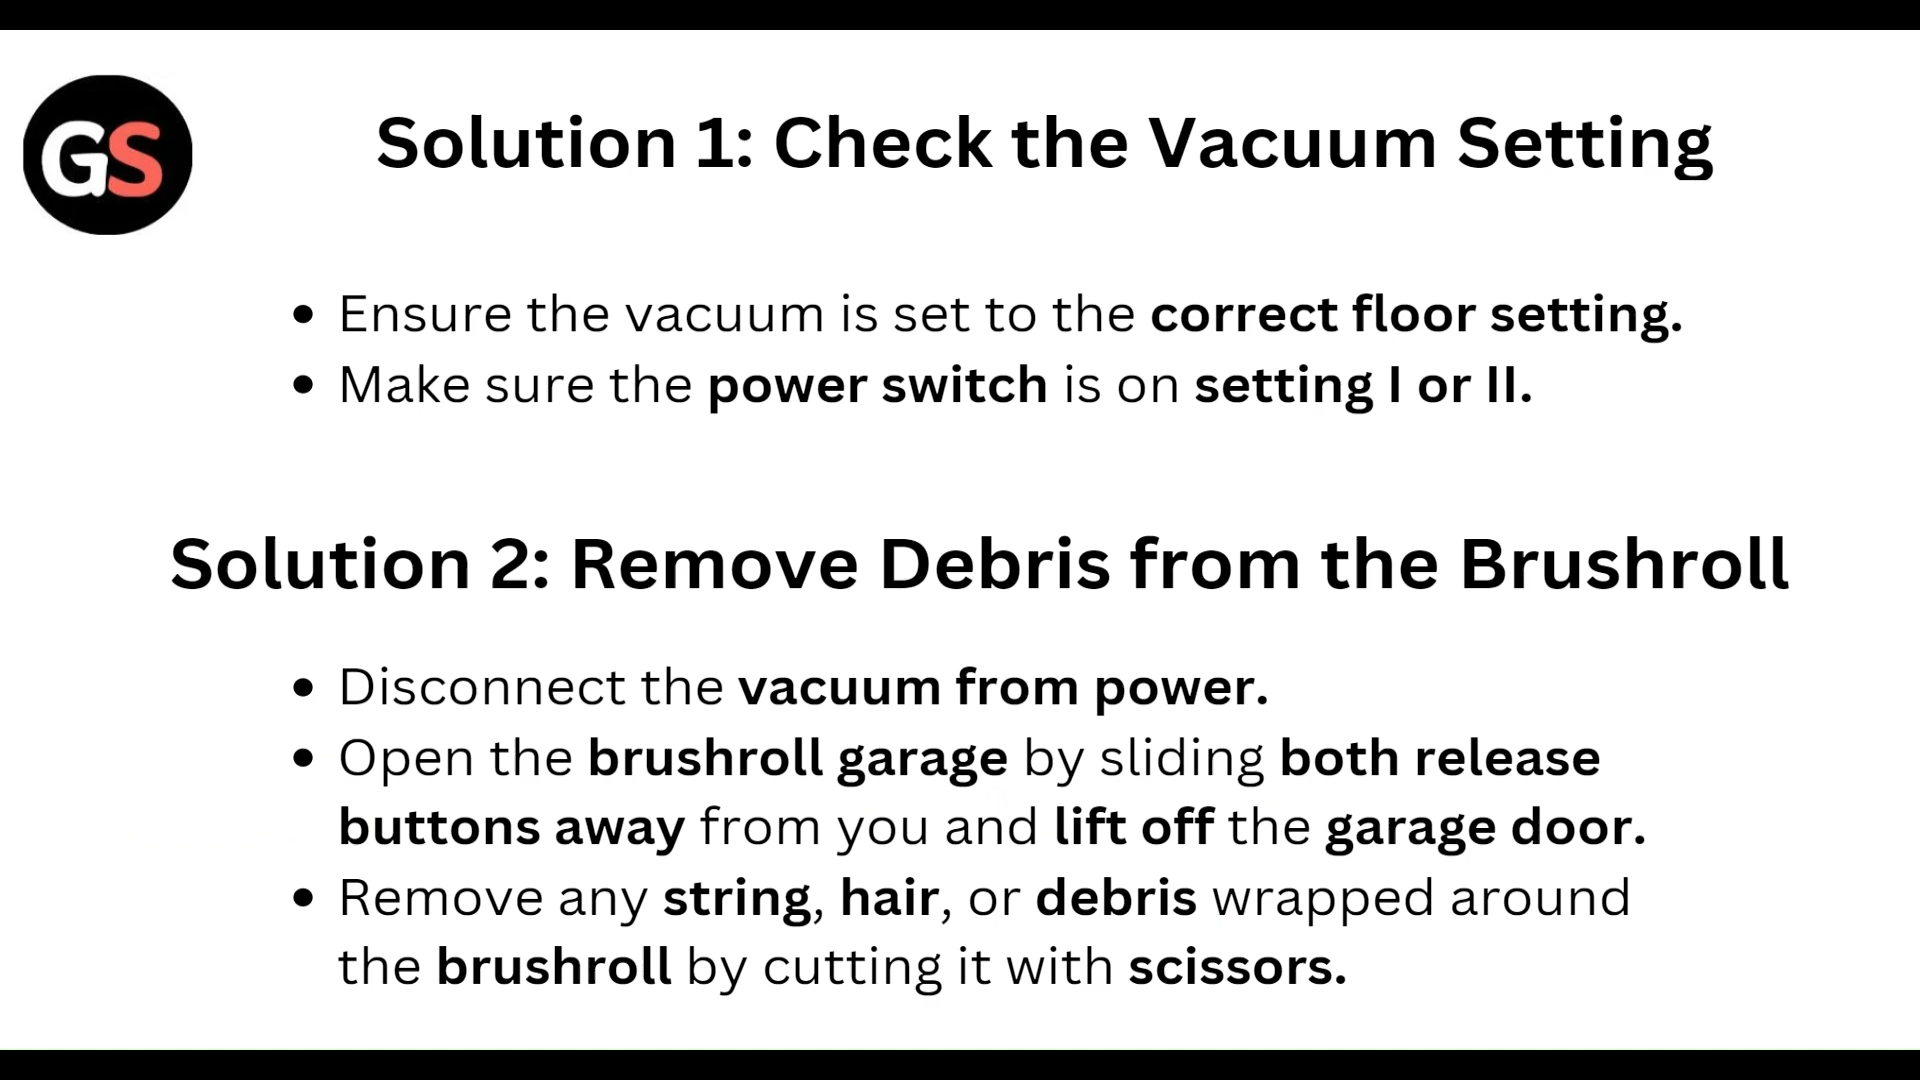 GS
Solution 1: Check the Vacuum Setting
• Ensure the vacuum is set to the correct floor setting.
• Make sure the power switch is on setting I or II.
Solution 2: Remove Debris from the Brushroll
• Disconnect the vacuum from power.
• Open the brushroll garage by sliding both release
buttons away from you and lift off the garage door.
• Remove any string, hair, or debris wrapped around
the brushroll by cutting it with scissors.